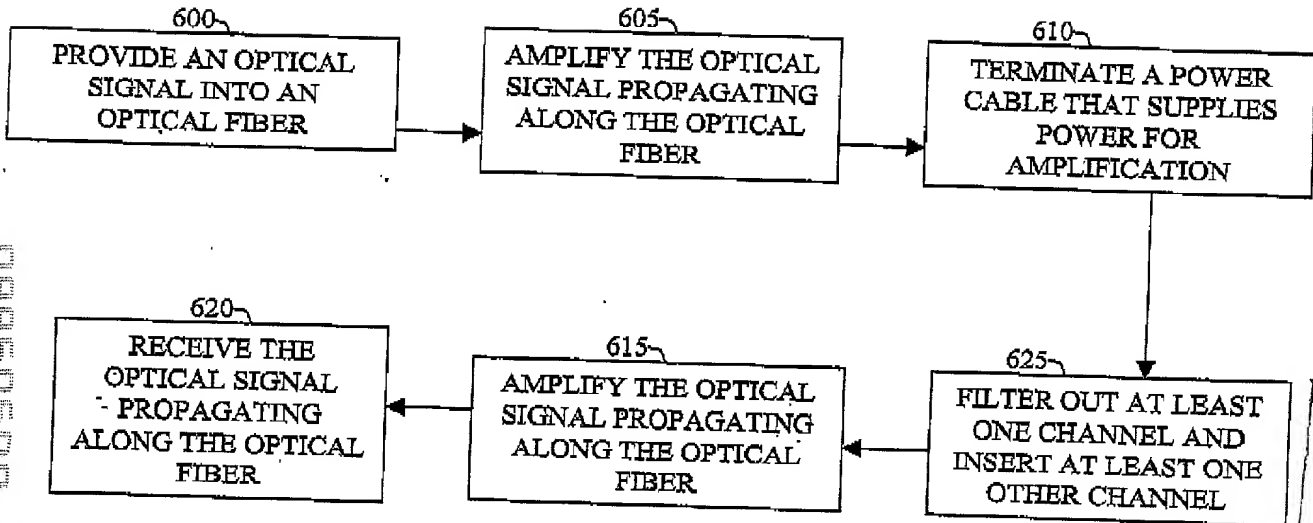 600
PROVIDE AN OPTICAL
SIGNAL INTO AN
OPTICAL FIBER
605
AMPLIFY THE OPTICAL
SIGNAL PROPAGATING
ALONG THE OPTICAL
FIBER
610
TERMINATE A POWER
CABLE THAT SUPPLIES
POWER FOR
AMPLIFICATION
620
RECEIVE THE
OPTICAL SIGNAL
PROPAGATING
ALONG THE OPTICAL
FIBER
615
AMPLIFY THE OPTICAL
SIGNAL PROPAGATING
ALONG THE OPTICAL
FIBER
625
FILTER OUT AT LEAST
ONE CHANNEL AND
INSERT AT LEAST ONE
OTHER CHANNEL